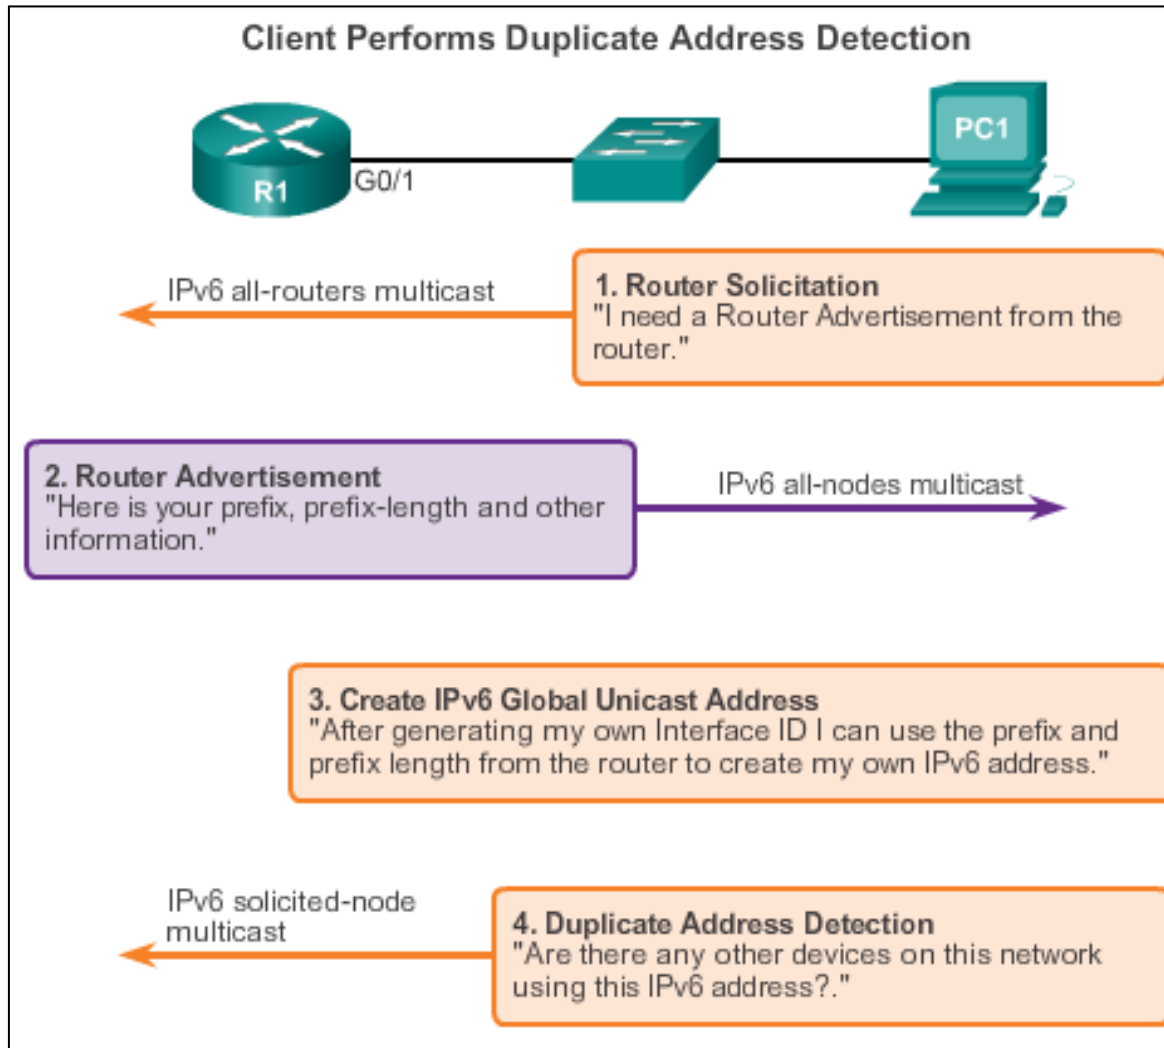 Client Performs Duplicate Address Detection
PC1
R1
G0/1
IPv6 all-routers multicast
1. Router Solicitation
"I need a Router Advertisement from the
router."
2. Router Advertisement
"Here is your prefix, prefix-length and other
information."
IPv6 all-nodes multicast
3. Create IPv6 Global Unicast Address
"After generating my own Interface ID I can use the prefix and
prefix length from the router to create my own IPv6 address."
IPv6 solicited-node
multicast
4. Duplicate Address Detection
"Are there any other devices on this network
using this IPv6 address?."